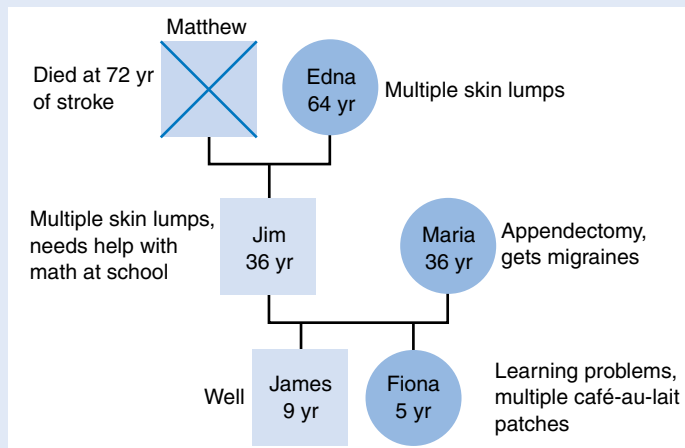 Matthew
Died at 72 yr
of stroke
Edna
64 yr
Multiple skin lumps
Multiple skin lumps,
needs help with
math at school
Jim
36 yr
Maria
36 yr
Appendectomy,
gets migraines
Well
James
9 yr
Fiona
5 yr
Learning problems,
multiple café-au-lait
patches